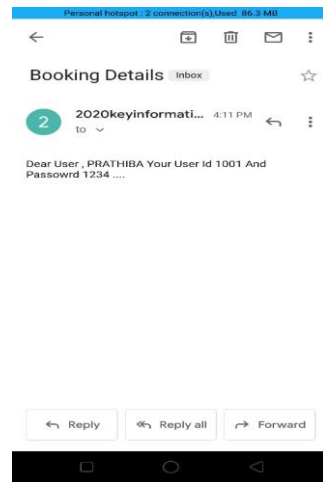 Personal hotspot : 2 connection(s),Used. 86.3 MB
Booking Details Inbox
2 2020keyinformati... 4:11 PM
to
Dear User , PRATHIBA Your User Id 1001 And
Passowrd 1234 ....
Reply Reply all Forward